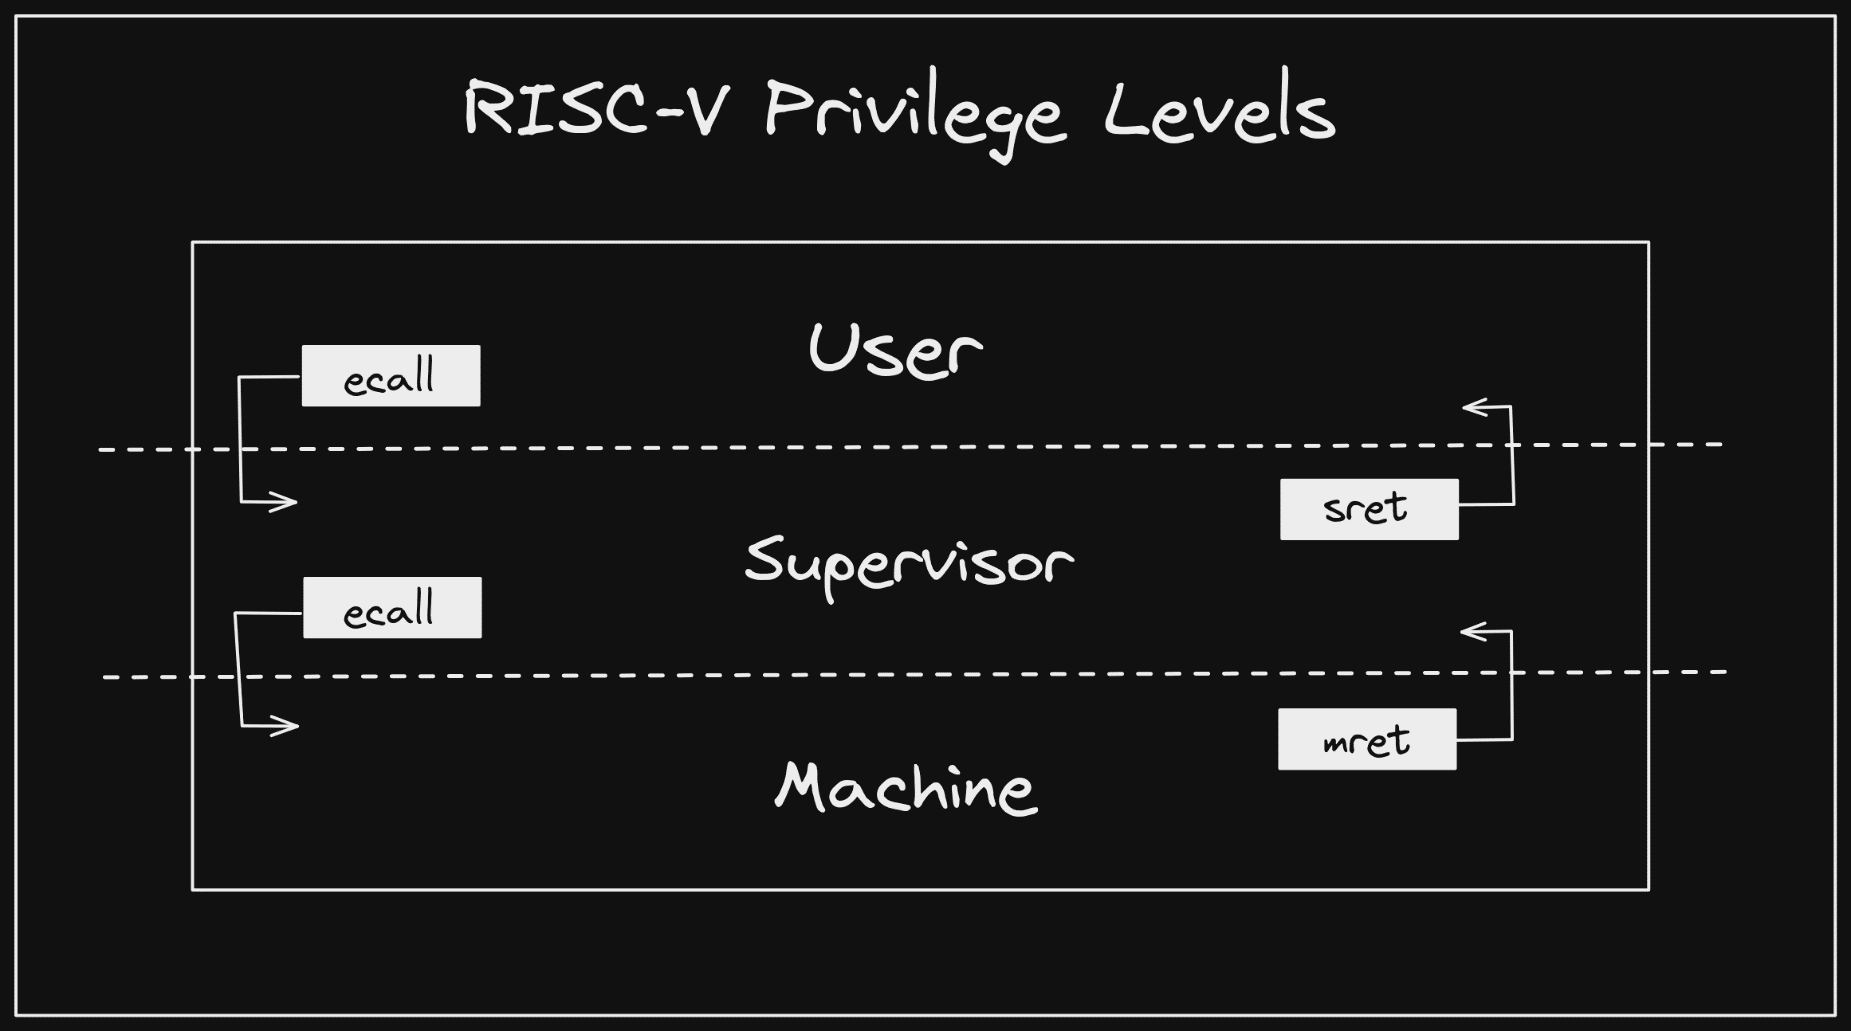 RISC-V Privilege Levels
User
ecall
sret
Supervisor
ecall
mret
Machine